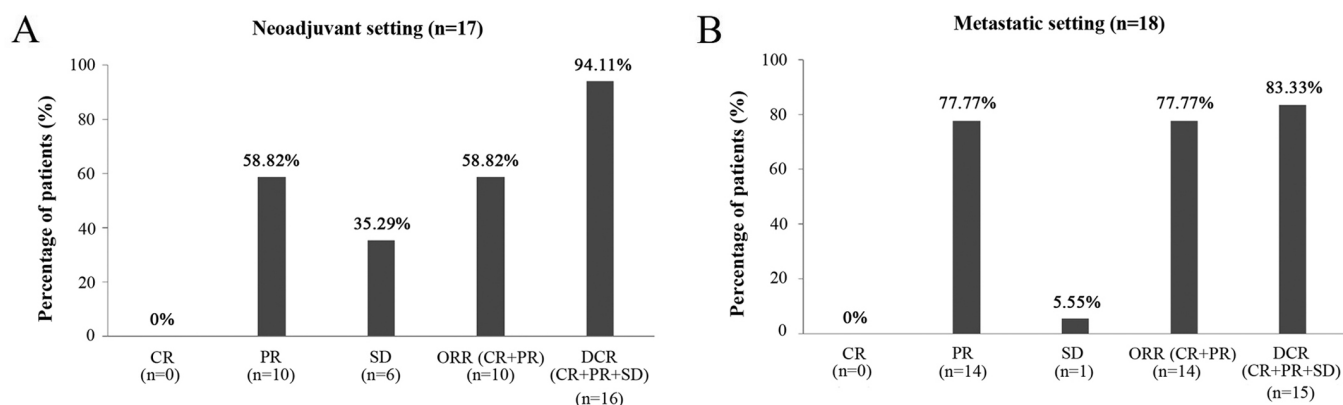 A
Neoadjuvant setting (n=17)
Percentage of patients (%)
100
80
60
40
20
0
0%
58.82%
35.29%
58.82%
94.11%
CR
(n=0)
PR
(n=10)
SD
(n=6)
ORR (CR+PR)
(n=10)
DCR
(CR+PR+SD)
(n=16)
B
Metastatic setting (n=18)
Percentage of patients (%)
100
80
60
40
20
0
0%
77.77%
5.55%
77.77%
83.33%
CR
(n=0)
PR
(n=14)
SD
(n=1)
ORR (CR+PR)
(n=14)
DCR
(CR+PR+SD)
(n=15)